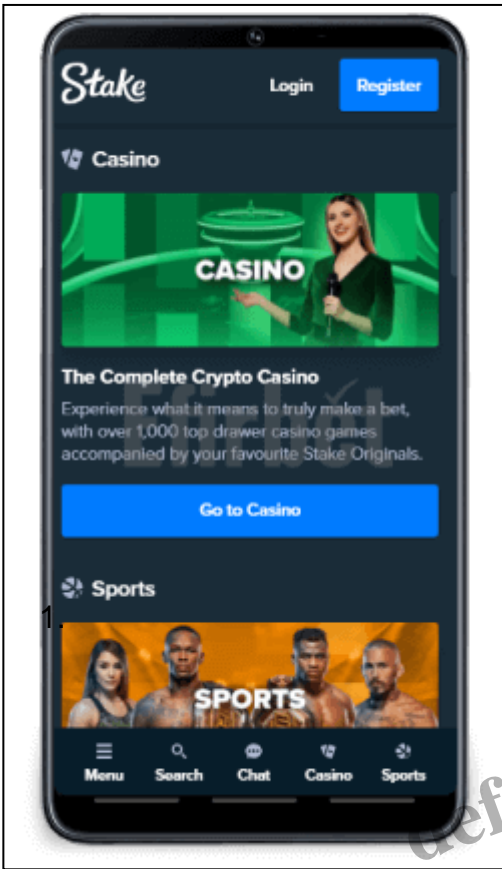 Stake
Login
Register
Casino
CASINO
The Complete Crypto Casino
Experience what it means to truly make a bet,
with over 1,000 top drawer casino games
accompanied by your favourite Stake Originals.
Efirbet
Go to Casino
Sports
1.
SPORTS
Menu
Search
Chat
Casino
Sports
def